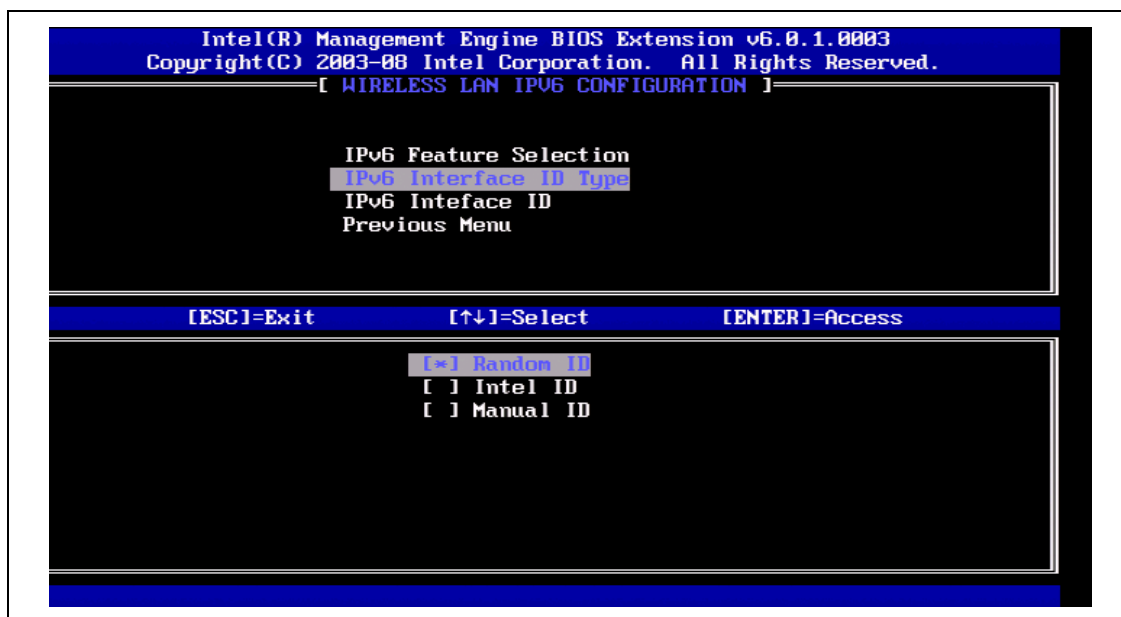 Intel(R) Management Engine BIOS Extension v6.0.1.0003
Copyright(C) 2003-08 Intel Corporation. All Rights Reserved.
[ WIRELESS LAN IPV6 CONFIGURATION ]
IPv6 Feature Selection
IPv6 Interface ID Type
IPv6 Inteface ID
Previous Menu
[ESC]=Exit [↑↓]=Select [ENTER]=Access
[*] Random ID
[ ] Intel ID
[ ] Manual ID